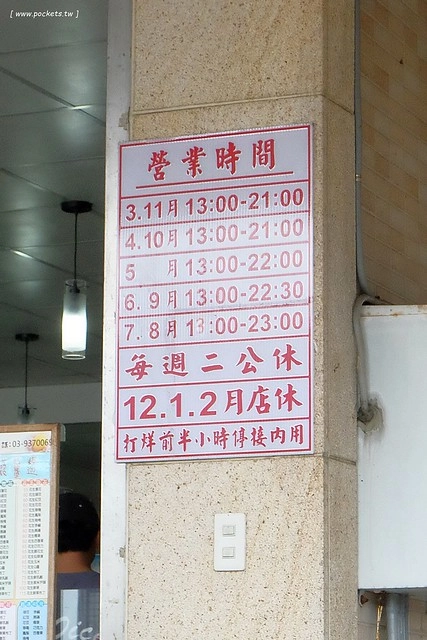 [ www.pockets.tw ]
營業時間
3.11月 13:00-21:00
4.10月 13:00-21:00
5　月 13:00-22:00
6. 9月 13:00-22:30
7. 8月 13:00-23:00
每週二公休
12.1.2月店休
打烊前半小時停接內用
:03-9370069